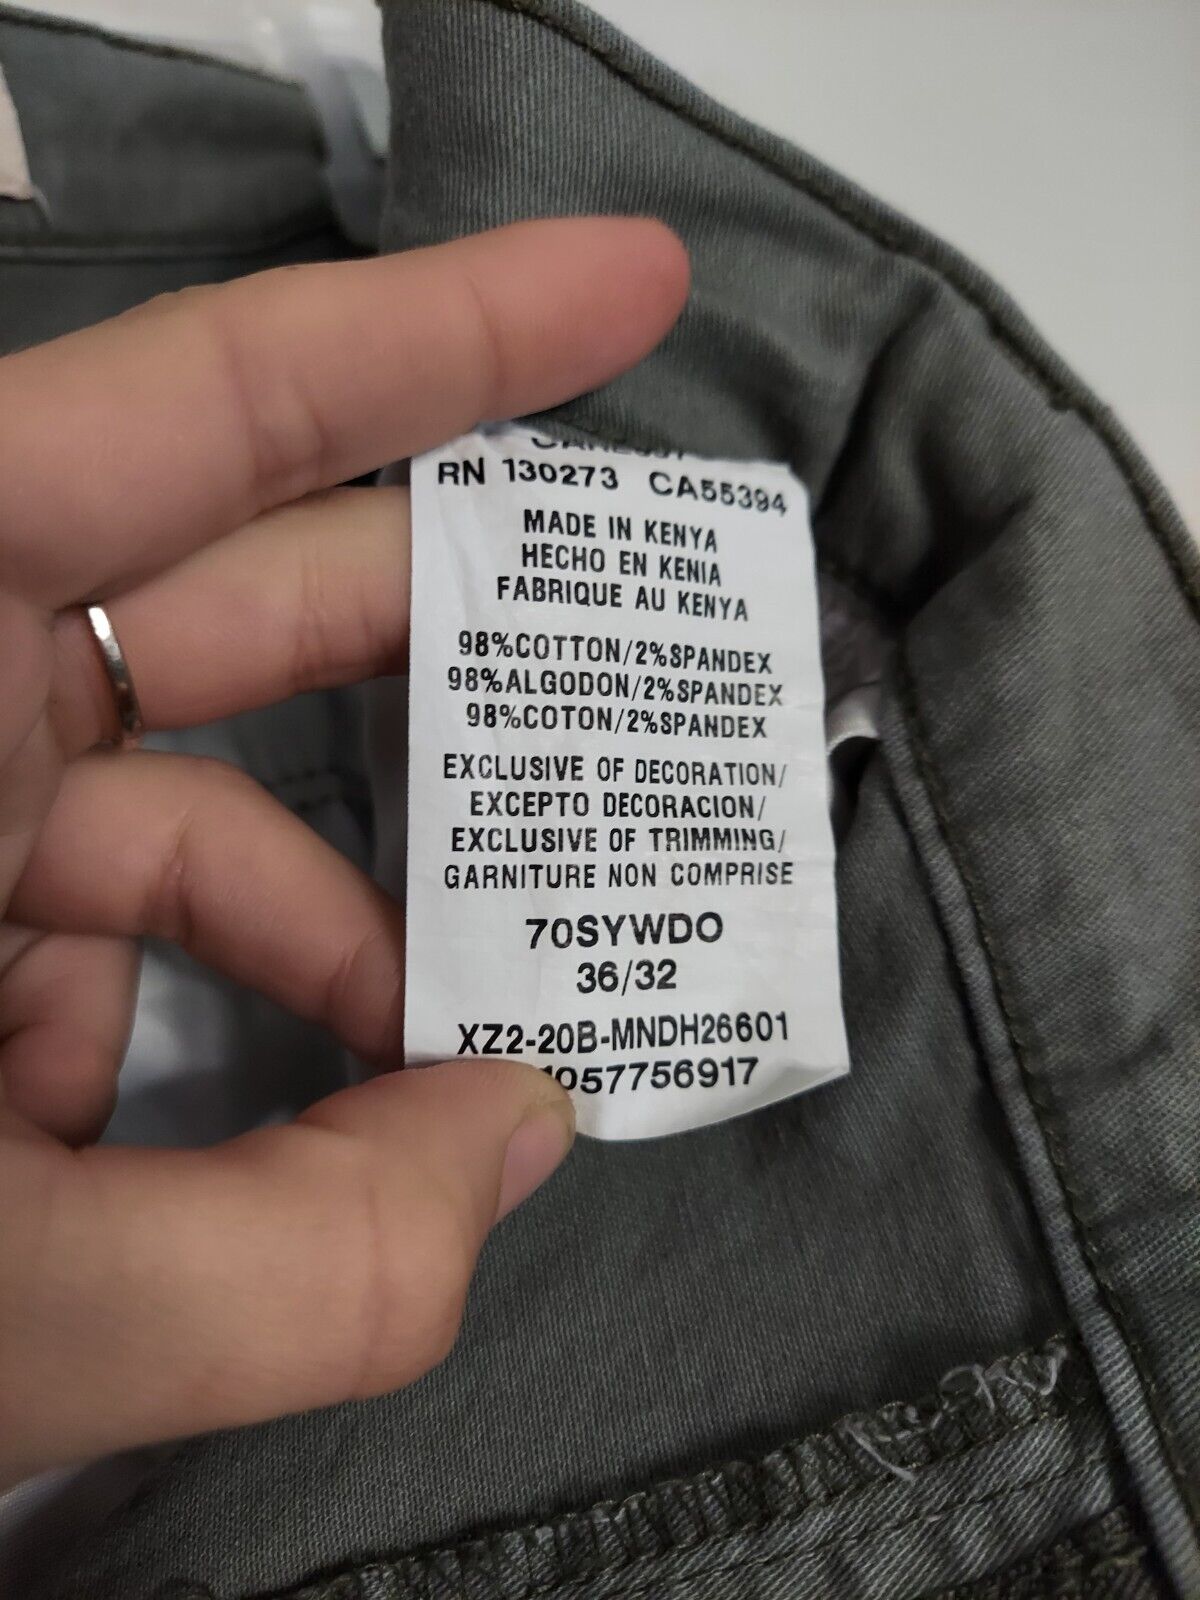 RN 130273 CA55394
MADE IN KENYA
HECHO EN KENIA
FABRIQUE AU KENYA
98%COTTON/2%SPANDEX
98%ALGODON/2%SPANDEX
98%COTON/2%SPANDEX
EXCLUSIVE OF DECORATION/
EXCEPTO DECORACION/
EXCLUSIVE OF TRIMMING/
GARNITURE NON COMPRISE
70SYWDO
36/32
XZ2-20B-MNDH26601
1057756917